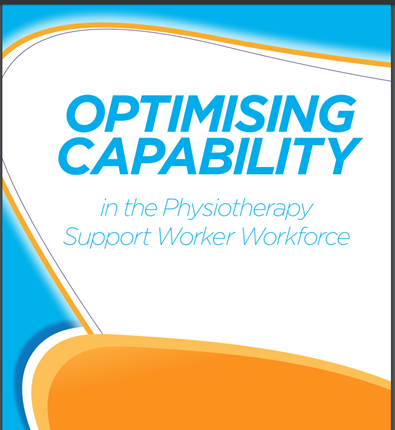 OPTIMISING
CAPABILITY
in the Physiotherapy
Support Worker Workforce